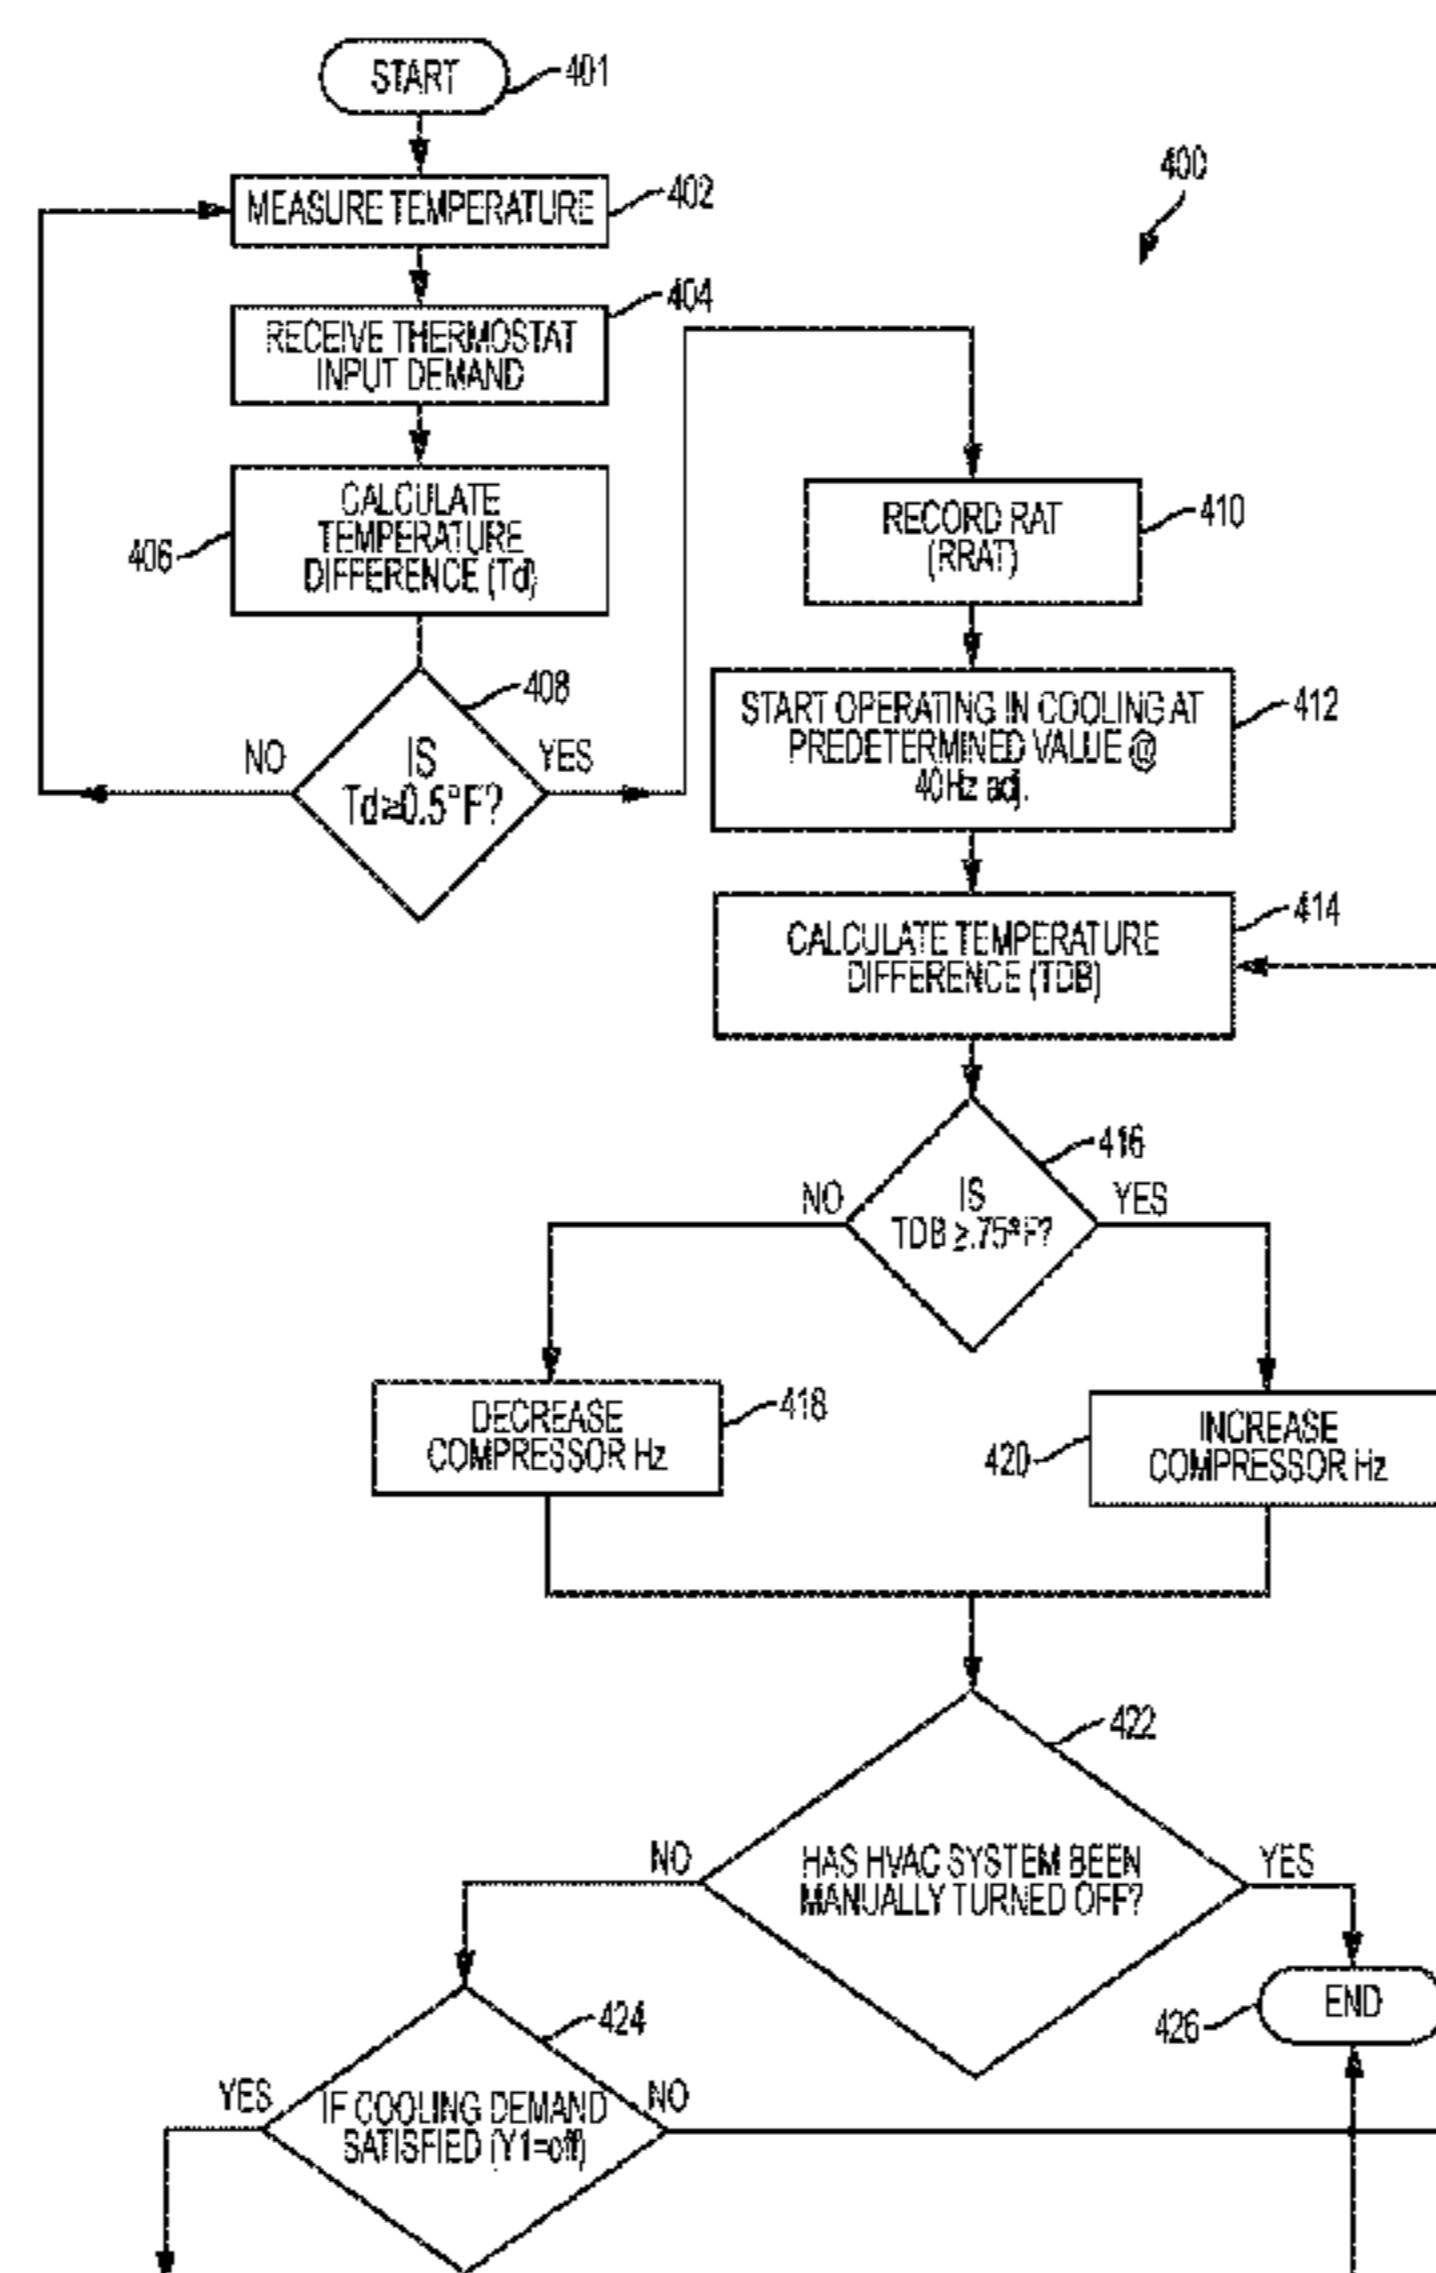 START
401
400
MEASURE TEMPERATURE
402
RECEIVE THERMOSTAT
INPUT DEMAND
404
CALCULATE
TEMPERATURE
DIFFERENCE (Td)
406
408
NO
IS
Td≥0.5°F?
YES
RECORD RAT
(RRAT)
410
START OPERATING IN COOLING AT
PREDETERMINED VALUE @
40Hz adj.
412
CALCULATE TEMPERATURE
DIFFERENCE (TDB)
414
416
NO
IS
TDB ≥.75°F?
YES
DECREASE
COMPRESSOR Hz
418
INCREASE
COMPRESSOR Hz
420
422
NO
HAS HVAC SYSTEM BEEN
MANUALLY TURNED OFF?
YES
END
426
424
YES
IF COOLING DEMAND
SATISFIED (Y1=off)
NO